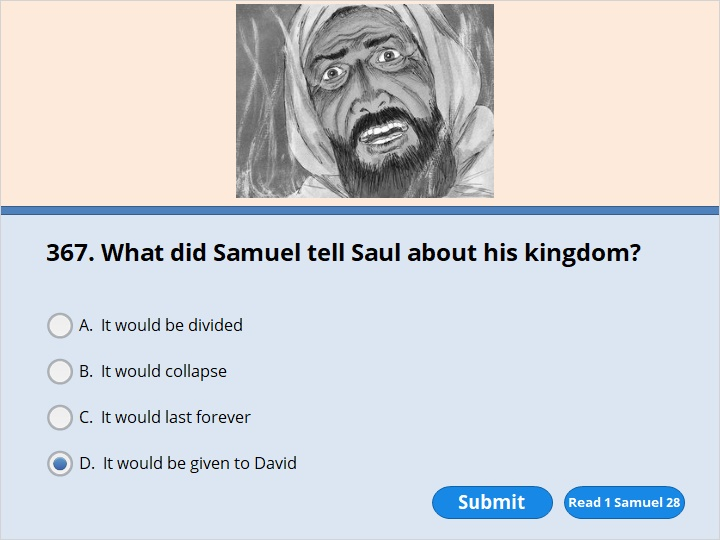 367. What did Samuel tell Saul about his kingdom?
A. It would be divided
B. It would collapse
C. It would last forever
D. It would be given to David
Submit
Read 1 Samuel 28